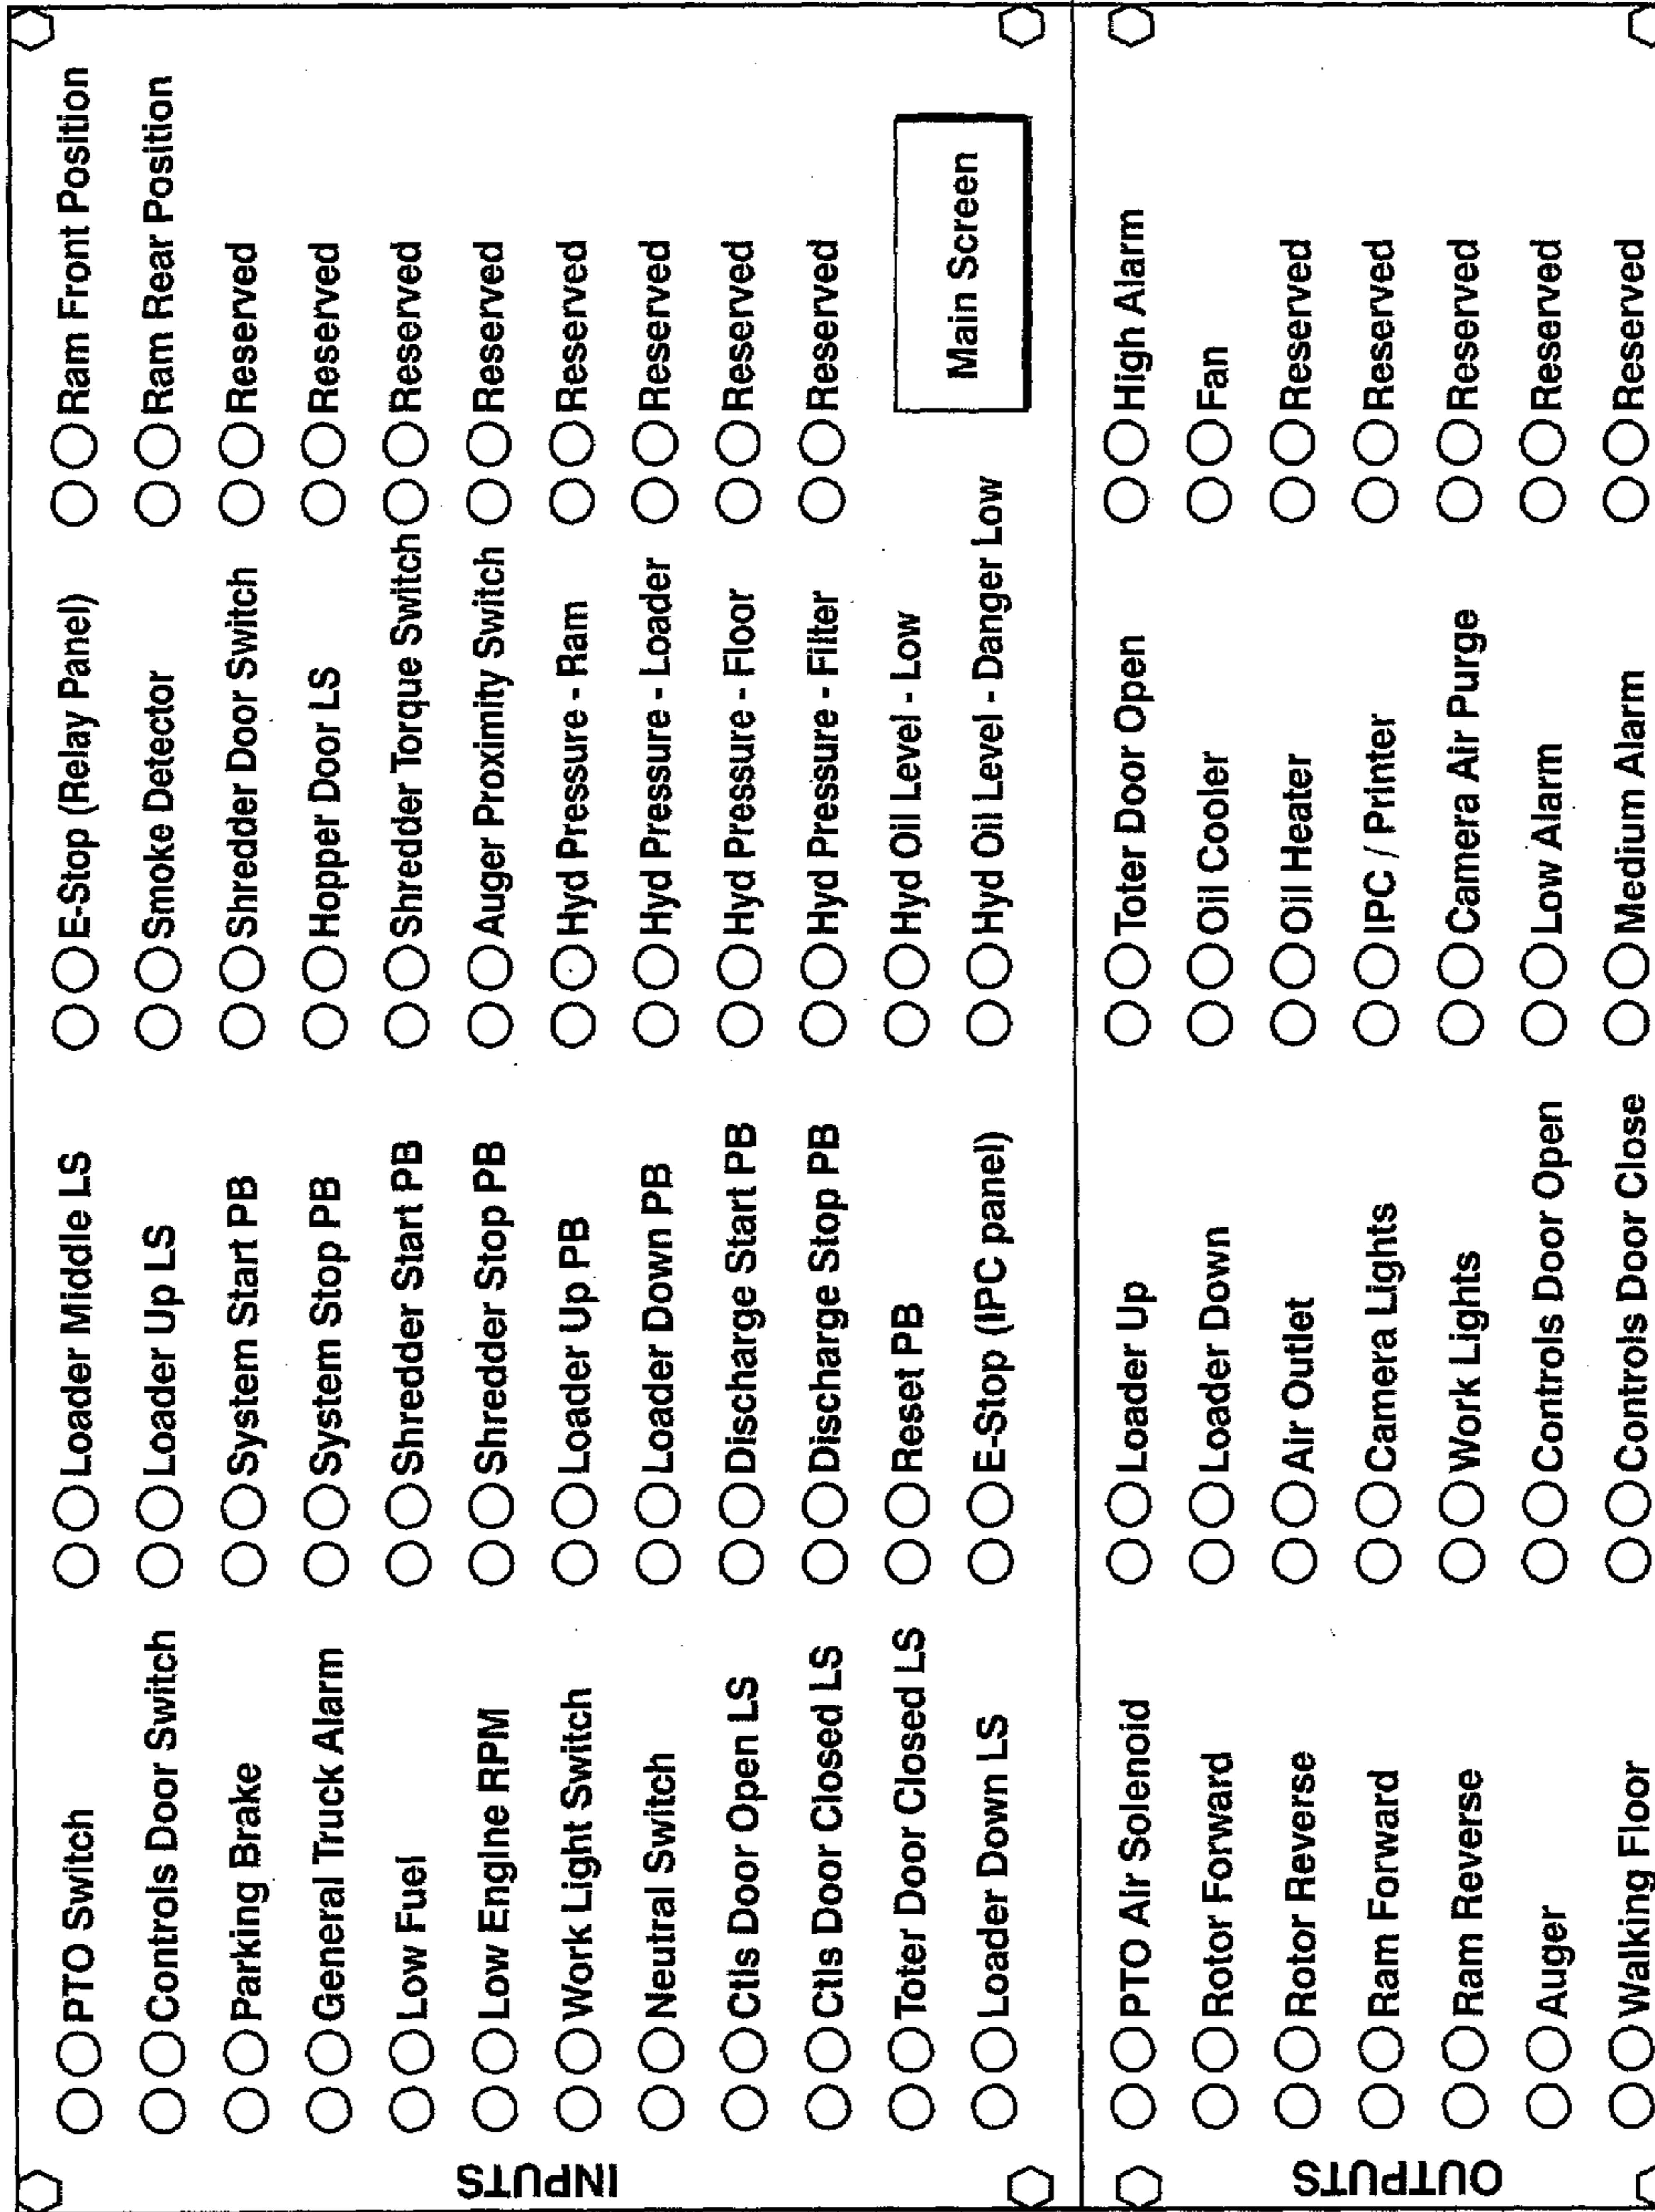 INPUTS
PTO Switch
Controls Door Switch
Parking Brake
General Truck Alarm
Low Fuel
Low Engine RPM
Work Light Switch
Neutral Switch
Ctls Door Open LS
Ctls Door Closed LS
Toter Door Closed LS
Loader Down LS
Loader Middle LS
Loader Up LS
System Start PB
System Stop PB
Shredder Start PB
Shredder Stop PB
Loader Up PB
Loader Down PB
Discharge Start PB
Discharge Stop PB
Reset PB
E-Stop (IPC panel)
E-Stop (Relay Panel)
Smoke Detector
Shredder Door Switch
Hopper Door LS
Shredder Torque Switch
Auger Proximity Switch
Hyd Pressure - Ram
Hyd Pressure - Loader
Hyd Pressure - Floor
Hyd Pressure - Filter
Hyd Oil Level - Low
Hyd Oil Level - Danger Low
Ram Front Position
Ram Rear Position
Reserved
Reserved
Reserved
Reserved
Reserved
Reserved
Reserved
Reserved
Main Screen
OUTPUTS
PTO Air Solenoid
Rotor Forward
Rotor Reverse
Ram Forward
Ram Reverse
Auger
Walking Floor
Loader Up
Loader Down
Air Outlet
Camera Lights
Work Lights
Controls Door Open
Controls Door Close
Toter Door Open
Oil Cooler
Oil Heater
IPC / Printer
Camera Air Purge
Low Alarm
Medium Alarm
High Alarm
Fan
Reserved
Reserved
Reserved
Reserved
Reserved